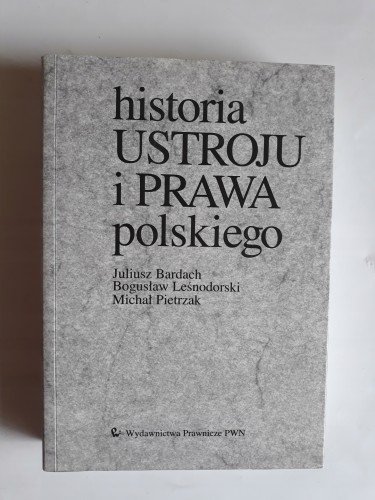 historia
USTROJU
i PRAWA
polskiego
Juliusz Bardach
Bogusław Leśnodorski
Michał Pietrzak
Wydawnictwa Prawnicze PWN